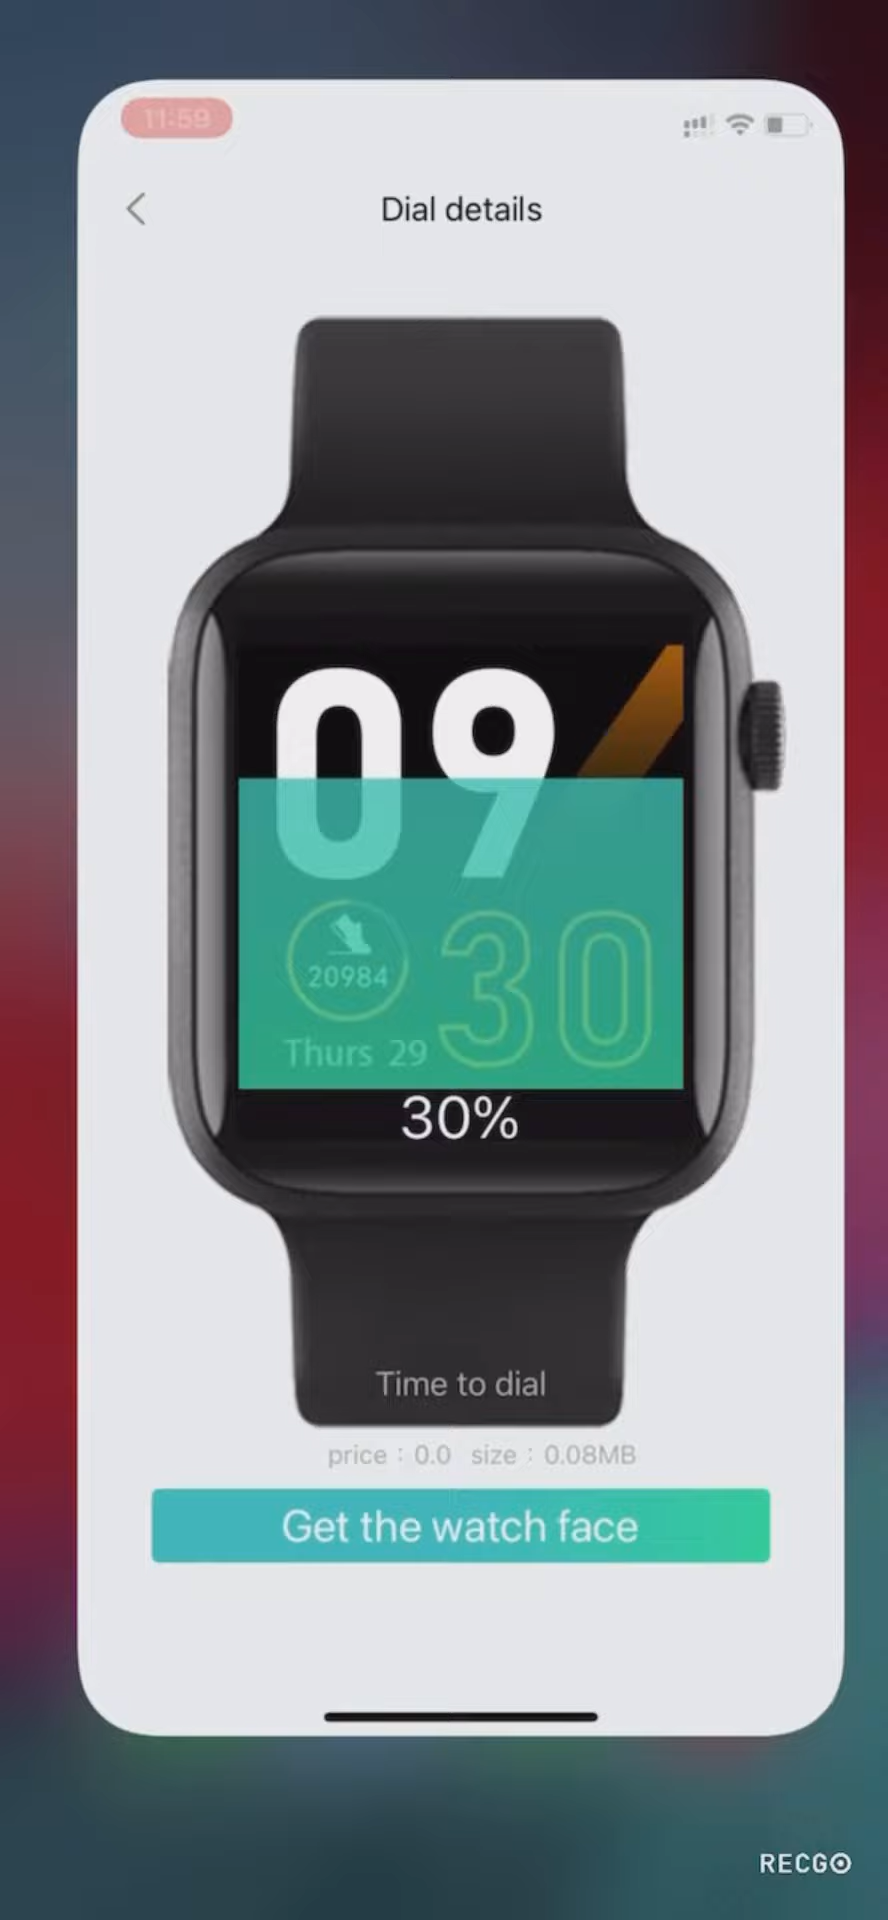 11:59
Dial details
09
20984
30
Thurs 29
30%
Time to dial
price : 0.0 size : 0.08MB
Get the watch face
RECGO